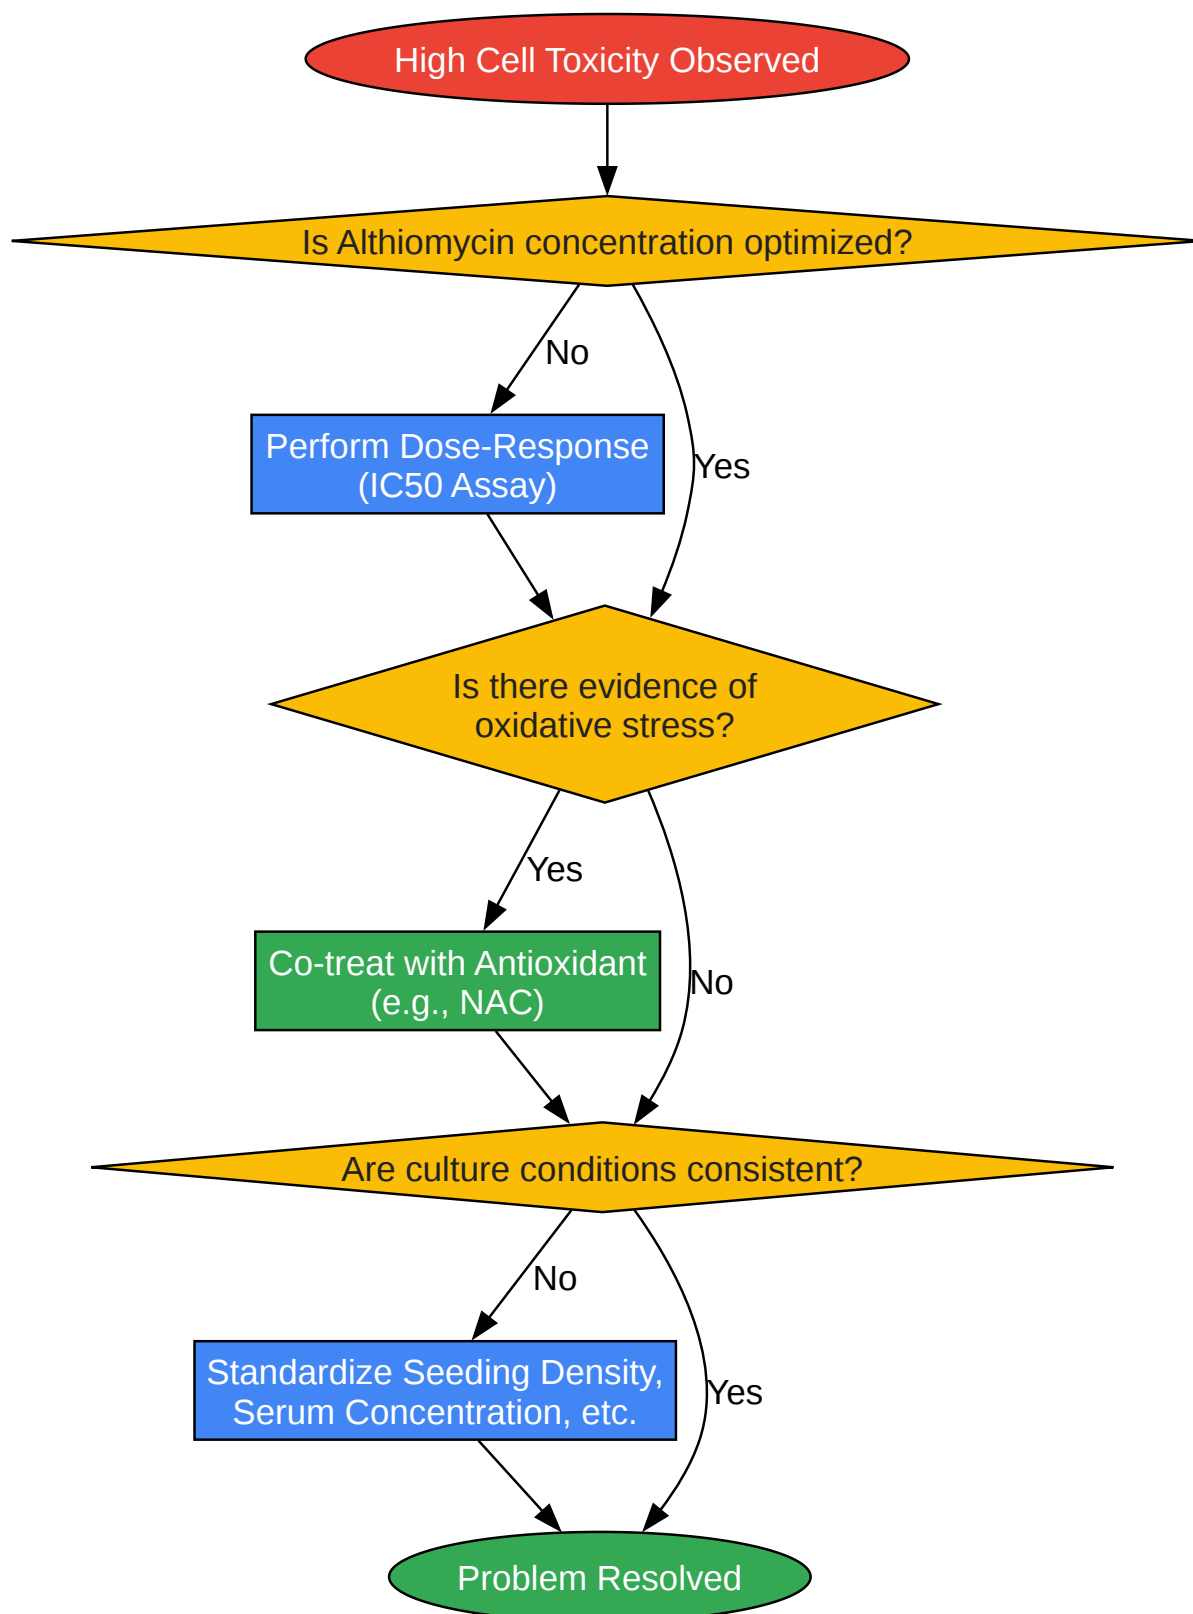 High Cell Toxicity Observed
Is Althiomycin concentration optimized?
No
Perform Dose-Response
(IC50 Assay)
Yes
Is there evidence of
oxidative stress?
Yes
Co-treat with Antioxidant
(e.g., NAC)
No
Are culture conditions consistent?
No
Standardize Seeding Density,
Serum Concentration, etc.
Yes
Problem Resolved